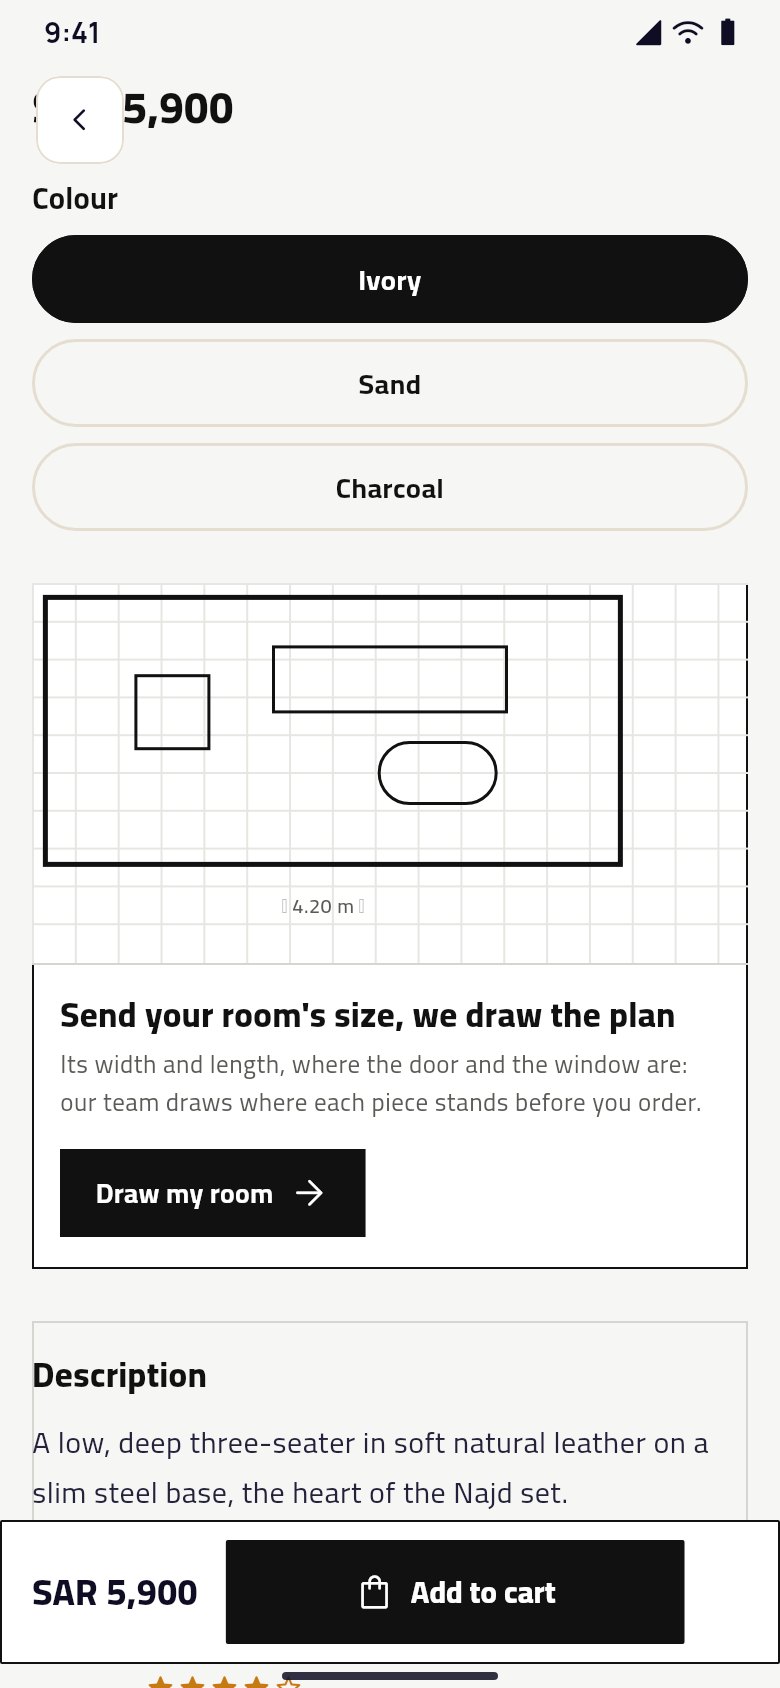 9:41
5,900
Colour
Ivory
Sand
Charcoal
4.20 m
Send your room's size, we draw the plan
Its width and length, where the door and the window are:
our team draws where each piece stands before you order.
Draw my room
Description
A low, deep three-seater in soft natural leather on a
slim steel base, the heart of the Najd set.
SAR 5,900
Add to cart